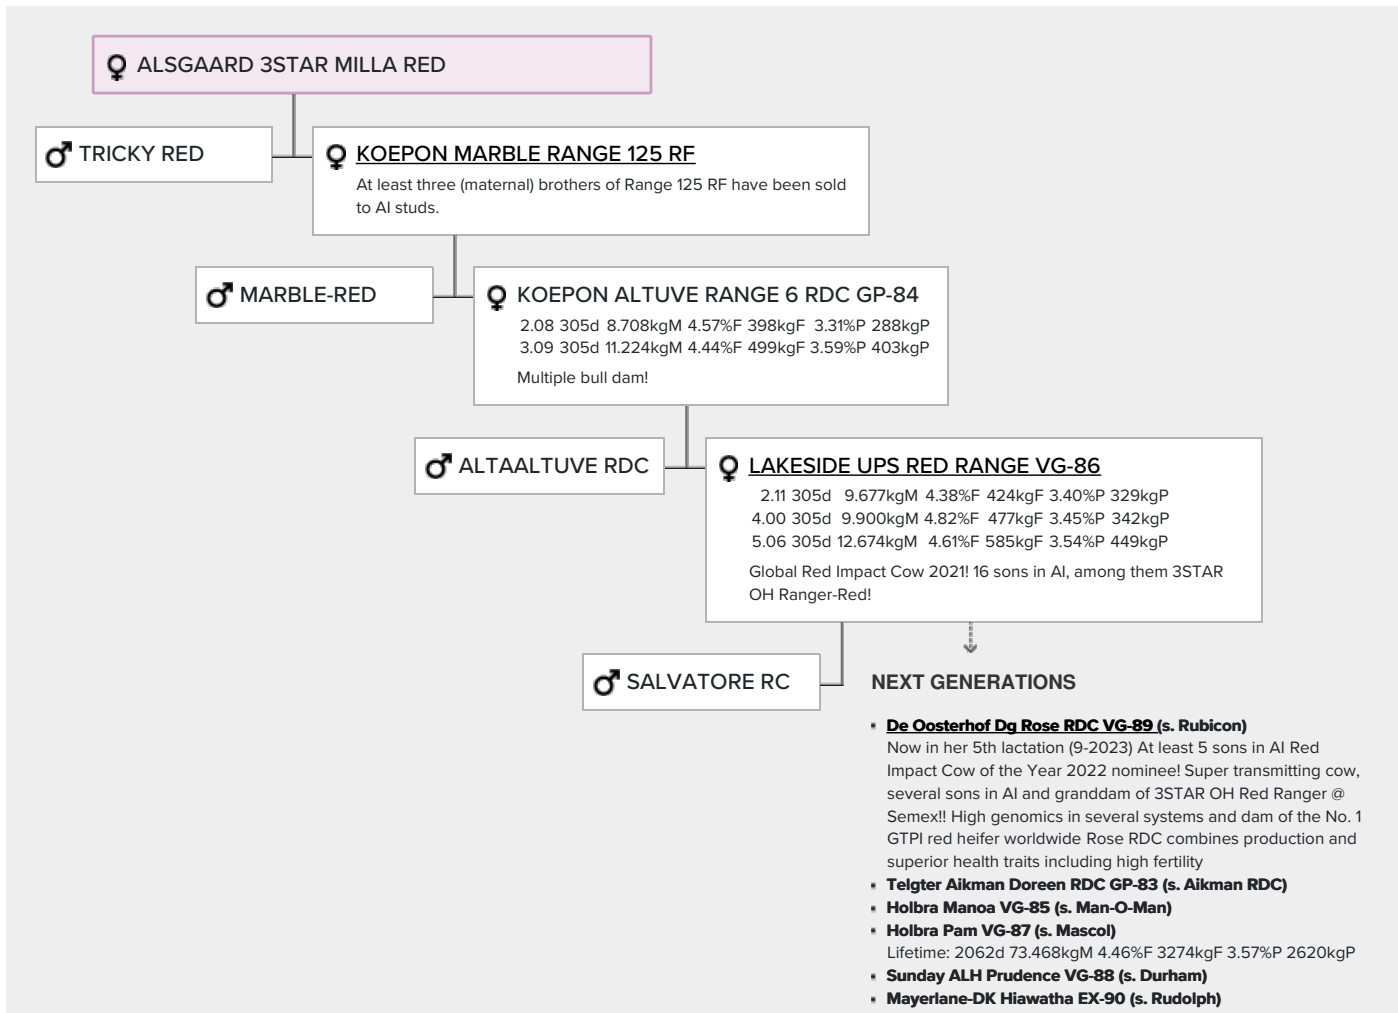 ALSGAARD 3STAR MILLA RED
TRICKY RED
KOEPON MARBLE RANGE 125 RF
At least three (maternal) brothers of Range 125 RF have been sold
to AI studs.
MARBLE-RED
KOEPON ALTUVE RANGE 6 RDC GP-84
2.08 305d 8.708kgM 4.57%F 398kgF 3.31%P 288kgP
3.09 305d 11.224kgM 4.44%F 499kgF 3.59%P 403kgP
Multiple bull dam!
ALTAALTUVE RDC
LAKESIDE UPS RED RANGE VG-86
2.11 305d 9.677kgM 4.38%F 424kgF 3.40%P 329kgP
4.00 305d 9.900kgM 4.82%F 477kgF 3.45%P 342kgP
5.06 305d 12.674kgM 4.61%F 585kgF 3.54%P 449kgP
Global Red Impact Cow 2021! 16 sons in AI, among them 3STAR
OH Ranger-Red!
SALVATORE RC
NEXT GENERATIONS
De Oosterhof Dg Rose RDC VG-89 (s. Rubicon)
Now in her 5th lactation (9-2023) At least 5 sons in AI Red
Impact Cow of the Year 2022 nominee! Super transmitting cow,
several sons in AI and granddam of 3STAR OH Red Ranger @
Semex!! High genomics in several systems and dam of the No. 1
GTPI red heifer worldwide Rose RDC combines production and
superior health traits including high fertility
Telgter Aikman Doreen RDC GP-83 (s. Aikman RDC)
Holbra Manoa VG-85 (s. Man-O-Man)
Holbra Pam VG-87 (s. Mascol)
Lifetime: 2062d 73.468kgM 4.46%F 3274kgF 3.57%P 2620kgP
Sunday ALH Prudence VG-88 (s. Durham)
Mayerlane-DK Hiawatha EX-90 (s. Rudolph)